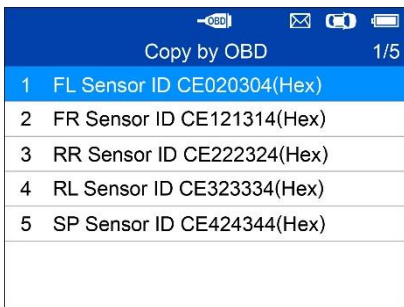 OBD
Copy by OBD 1/5
1 FL Sensor ID CE020304(Hex)
2 FR Sensor ID CE121314(Hex)
3 RR Sensor ID CE222324(Hex)
4 RL Sensor ID CE323334(Hex)
5 SP Sensor ID CE424344(Hex)